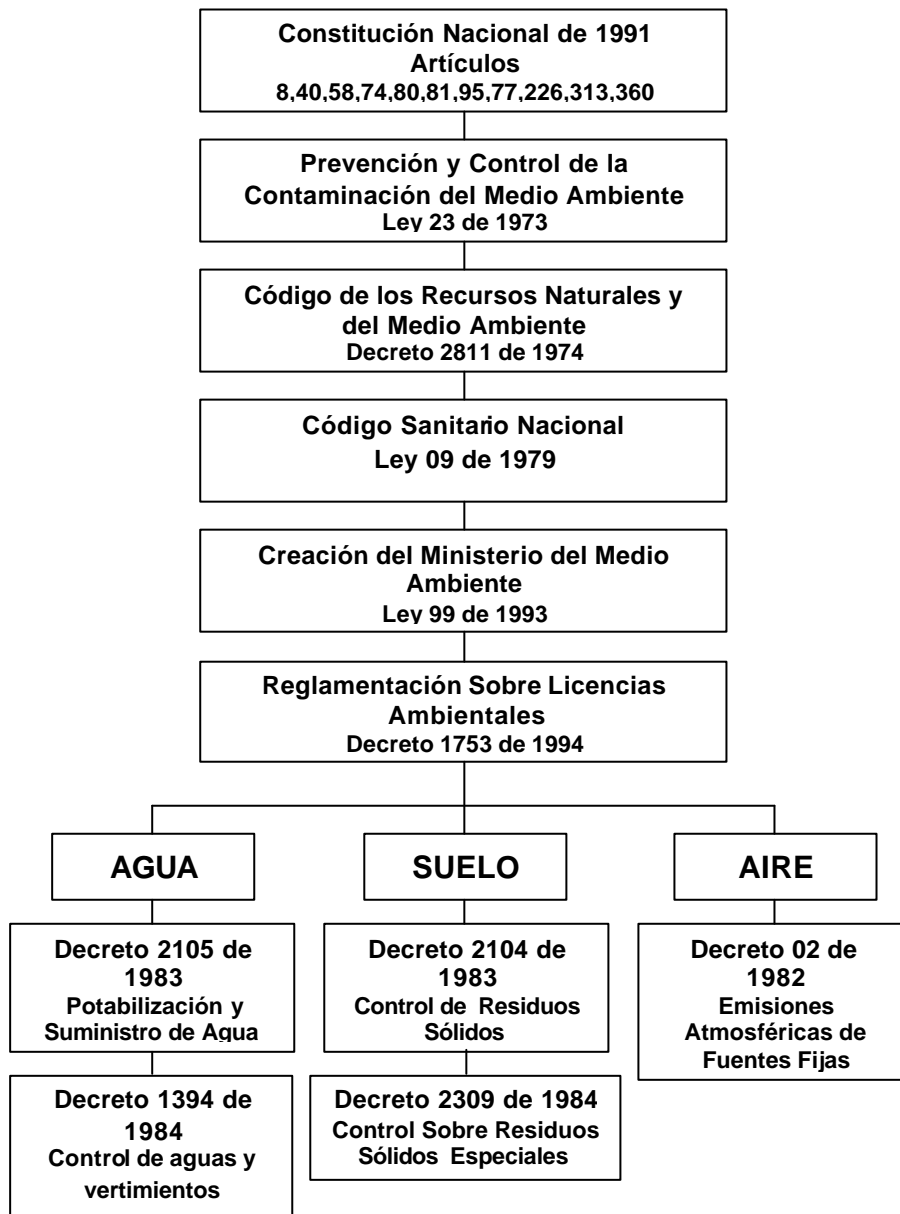 Constitución Nacional de 1991
Artículos
8,40,58,74,80,81,95,77,226,313,360
Prevención y Control de la
Contaminación del Medio Ambiente
Ley 23 de 1973
Código de los Recursos Naturales y
del Medio Ambiente
Decreto 2811 de 1974
Código Sanitario Nacional
Ley 09 de 1979
Creación del Ministerio del Medio
Ambiente
Ley 99 de 1993
Reglamentación Sobre Licencias
Ambientales
Decreto 1753 de 1994
AGUA
SUELO
AIRE
Decreto 2105 de
1983
Potabilización y
Suministro de Agua
Decreto 2104 de
1983
Control de Residuos
Sólidos
Decreto 02 de
1982
Emisiones
Atmosféricas de
Fuentes Fijas
Decreto 1394 de
1984
Control de aguas y
vertimientos
Decreto 2309 de 1984
Control Sobre Residuos
Sólidos Especiales